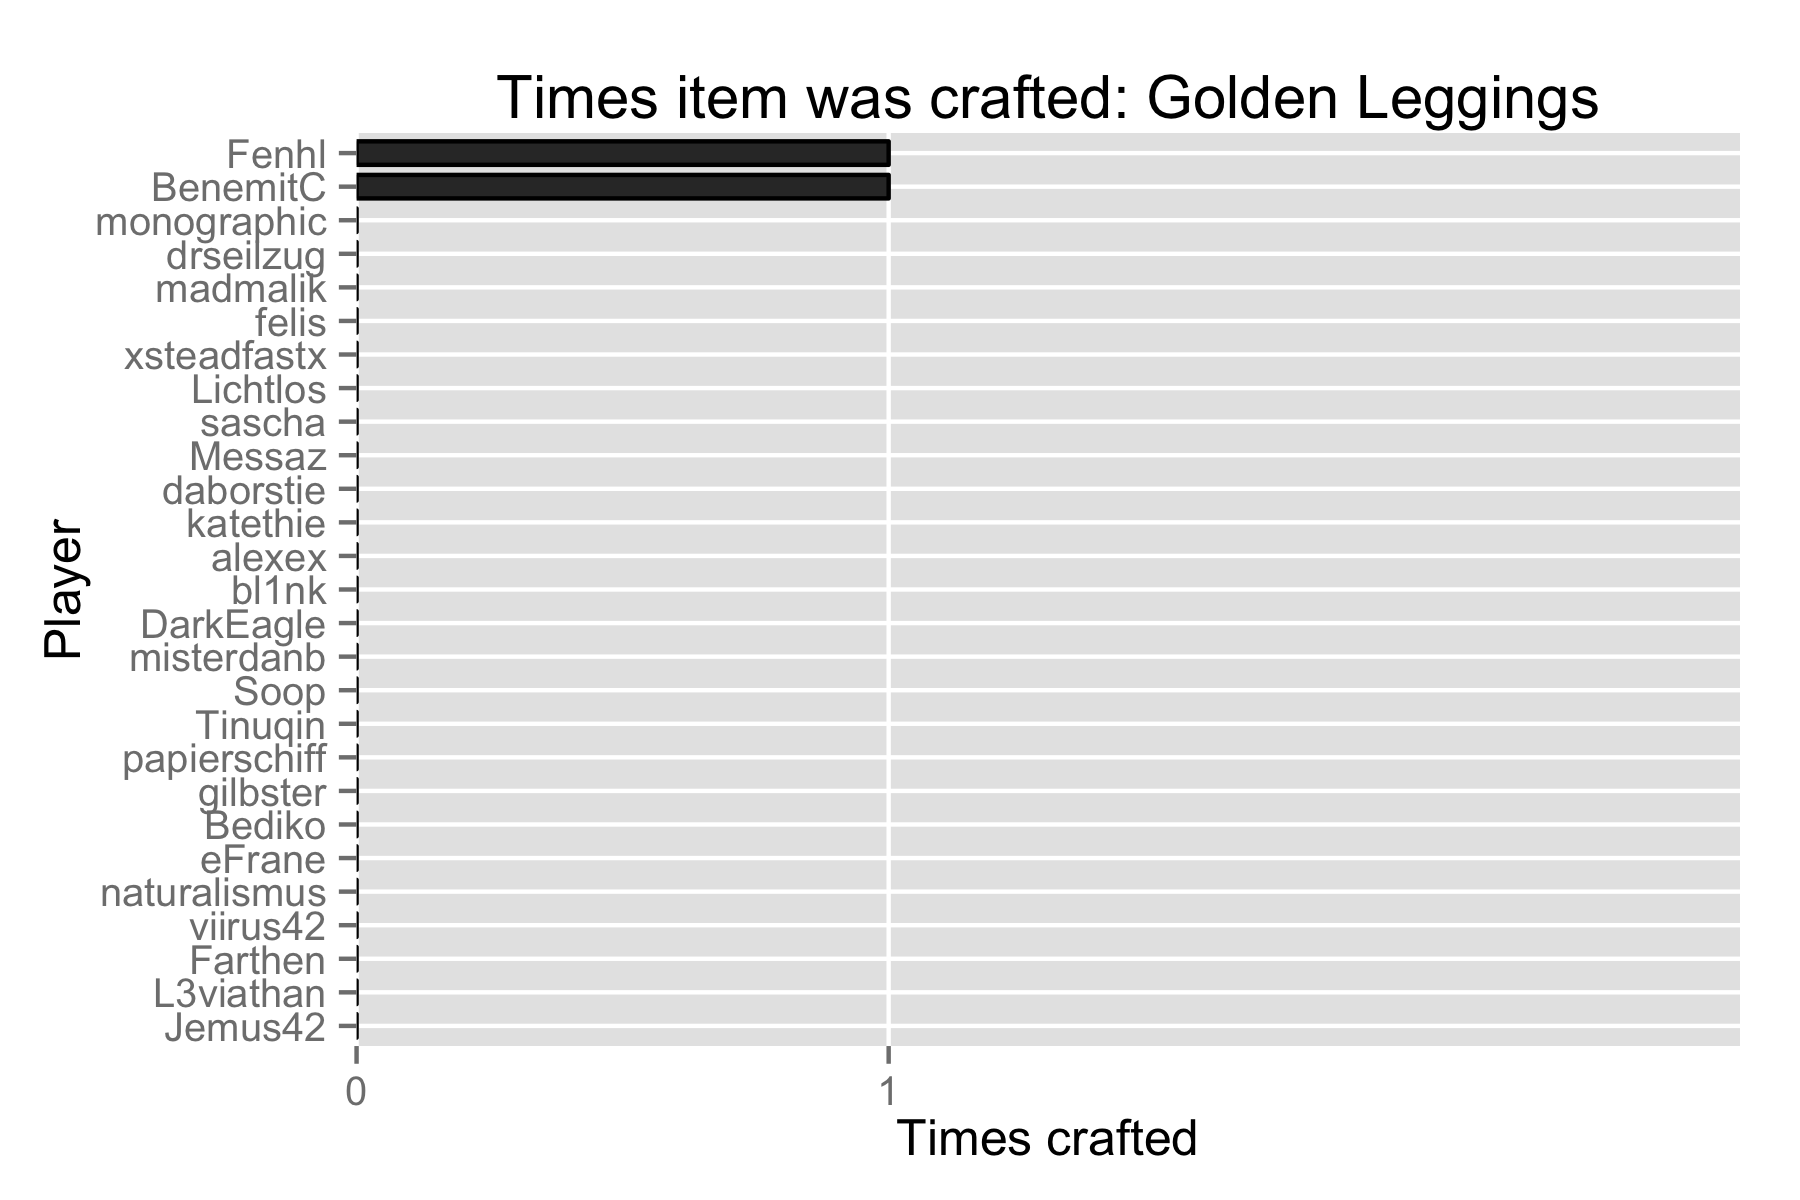 Times item was crafted: Golden Leggings
Fenhl
BenemitC
monographic
drseilzug
madmalik
felis
xsteadfastx
Lichtlos
sascha
Messaz
daborstie
katethie
alexex
bl1nk
DarkEagle
misterdanb
Soop
Tinuqin
papierschiff
gilbster
Bediko
eFrane
naturalismus
viirus42
Farthen
L3viathan
Jemus42
Player
0 1
Times crafted